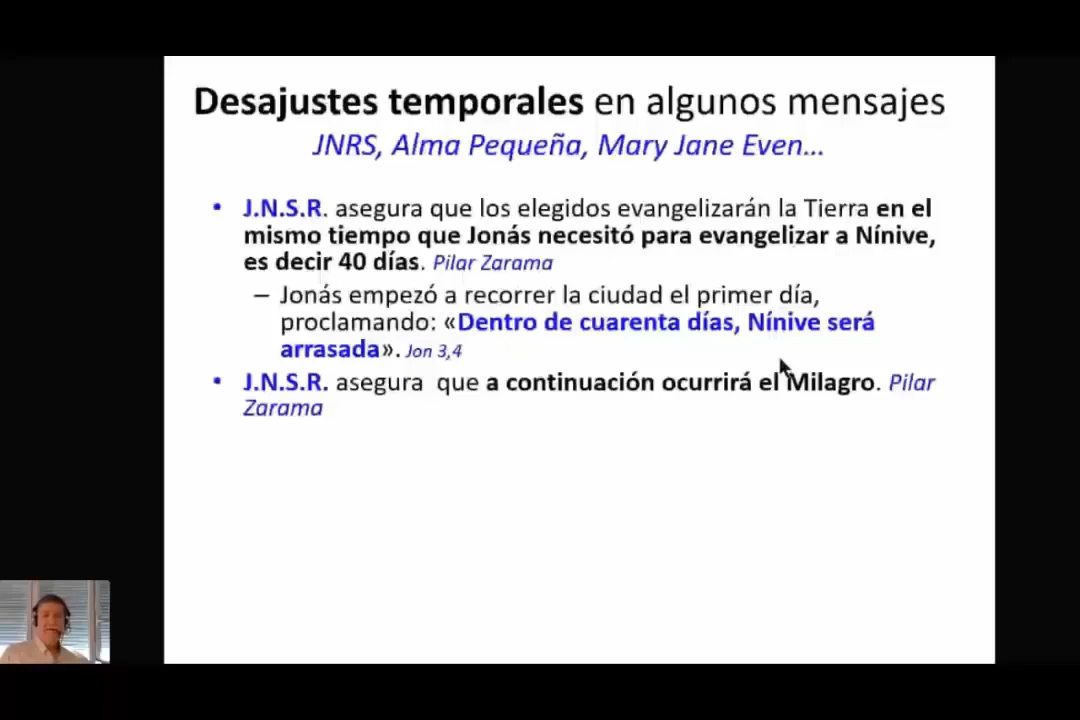 Desajustes temporales en algunos mensajes
JNRS, Alma Pequeña, Mary Jane Even...
• J.N.S.R. asegura que los elegidos evangelizarán la Tierra en el
mismo tiempo que Jonás necesitó para evangelizar a Nínive,
es decir 40 días. Pilar Zarama
– Jonás empezó a recorrer la ciudad el primer día,
proclamando: «Dentro de cuarenta días, Nínive será
arrasada». Jon 3,4
• J.N.S.R. asegura que a continuación ocurrirá el Milagro. Pilar
Zarama